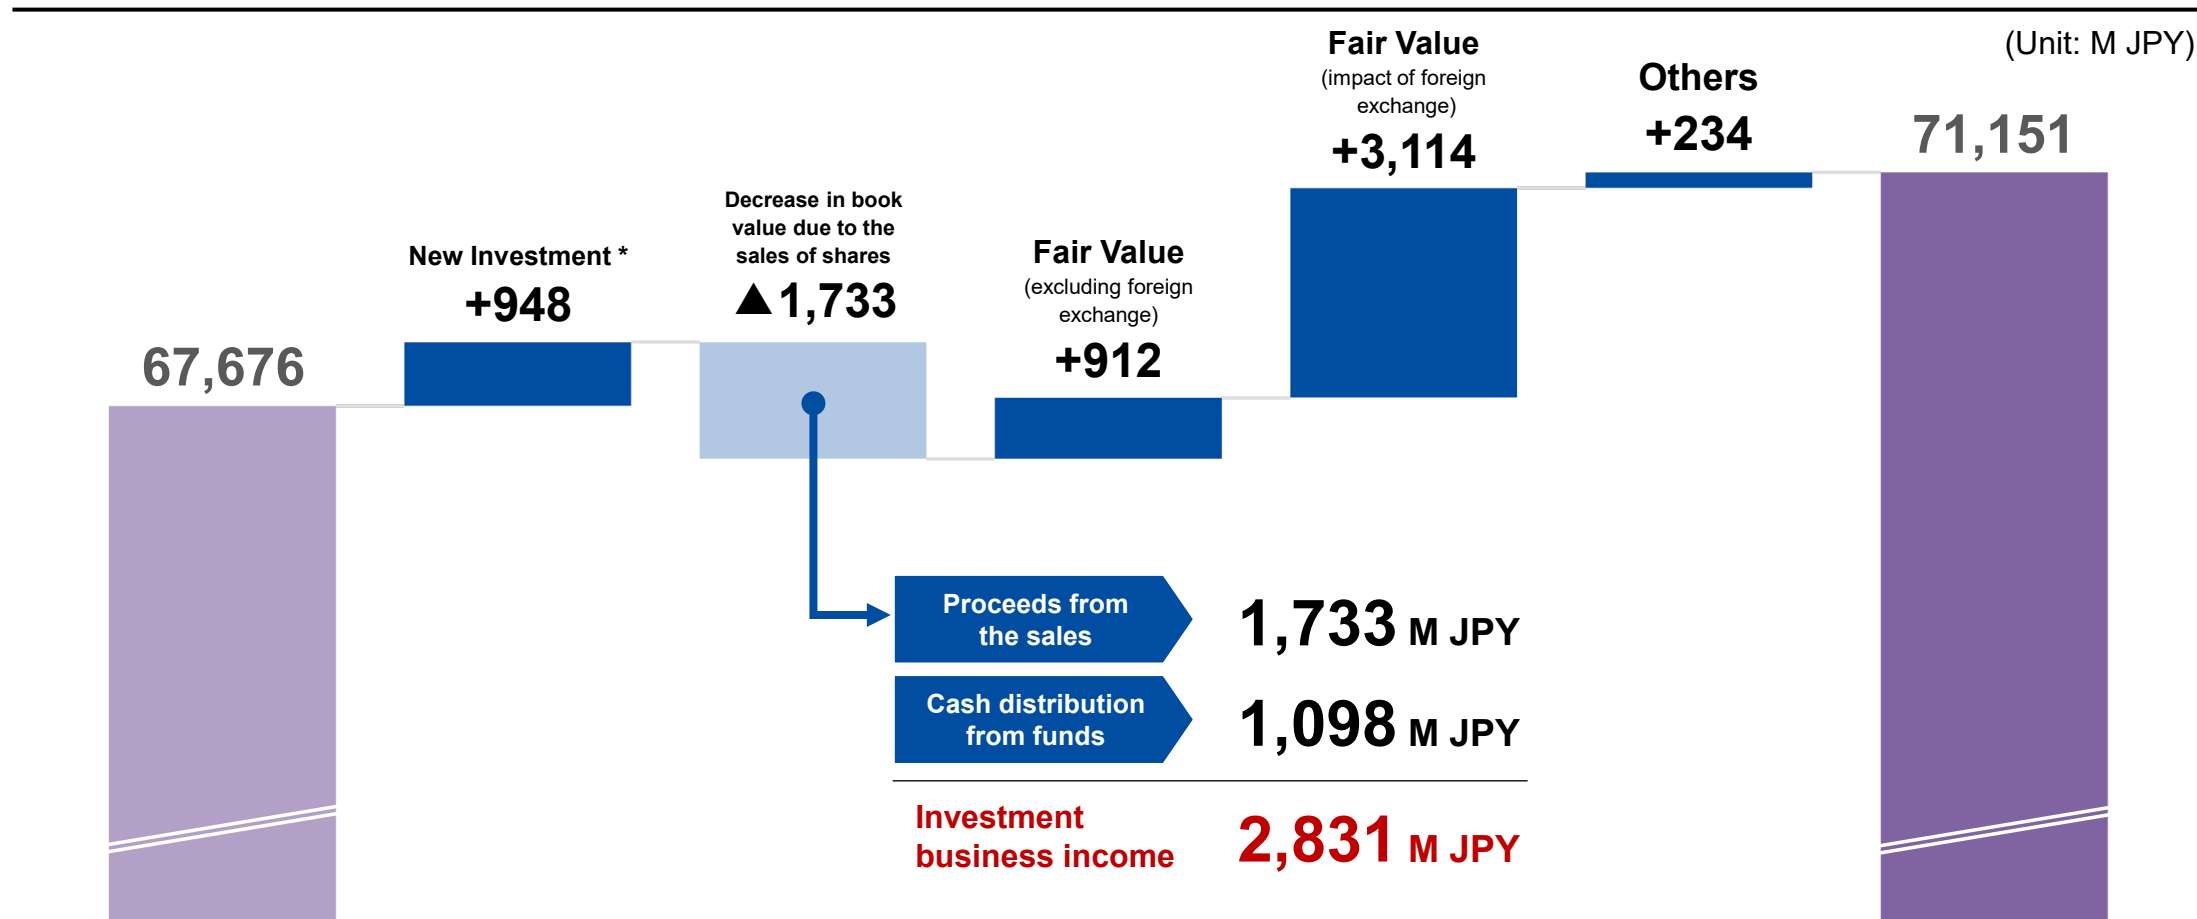 (Unit: M JPY)
67,676
New Investment *
+948
Decrease in book
value due to the
sales of shares
▲1,733
Fair Value
(excluding foreign
exchange)
+912
Fair Value
(impact of foreign
exchange)
+3,114
Others
+234
71,151
Proceeds from
the sales
1,733 M JPY
Cash distribution
from funds
1,098 M JPY
Investment
business income
2,831 M JPY